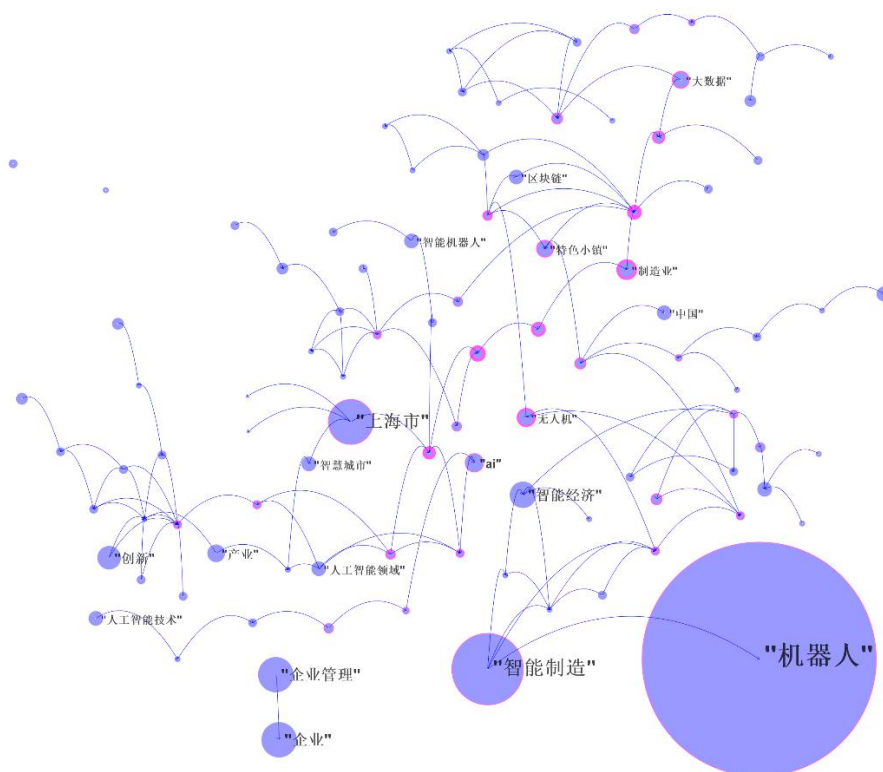 "大数据"
"区块链"
"智能机器人"
"特色小镇"
"制造业"
"中国"
"上海市"
"无人机"
"智慧城市"
"ai"
"智能经济"
"创新"
"产业"
"人工智能领域"
"人工智能技术"
"机器人"
"智能制造"
"企业管理"
"企业"